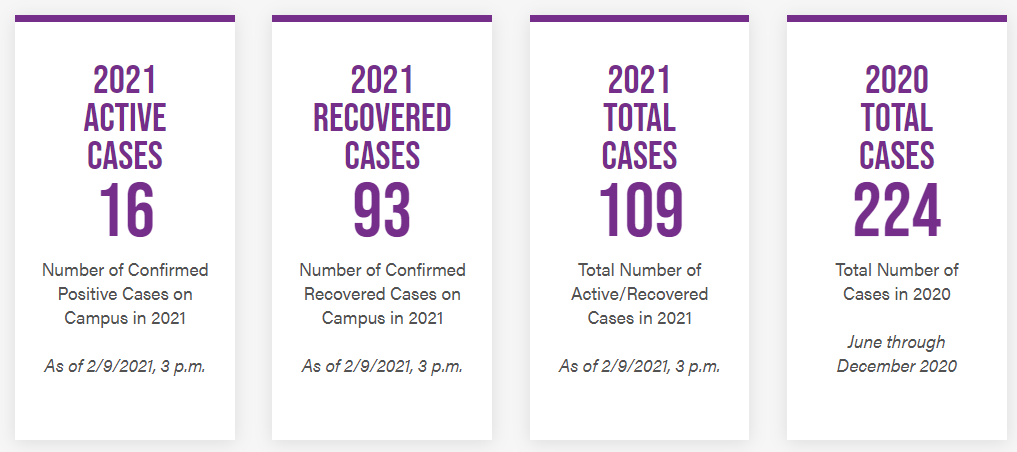 2021
ACTIVE
CASES
16
Number of Confirmed
Positive Cases on
Campus in 2021
As of 2/9/2021, 3 p.m.
2021
RECOVERED
CASES
93
Number of Confirmed
Recovered Cases on
Campus in 2021
As of 2/9/2021, 3 p.m.
2021
TOTAL
CASES
109
Total Number of
Active/Recovered
Cases in 2021
As of 2/9/2021, 3 p.m.
2020
TOTAL
CASES
224
Total Number of
Cases in 2020
June through
December 2020